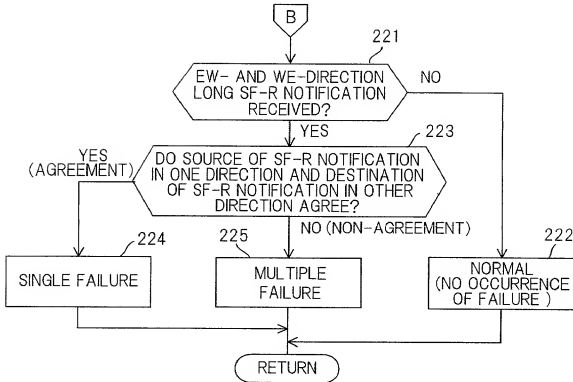 B
221
EW- AND WE-DIRECTION
LONG SF-R NOTIFICATION
RECEIVED?
NO
YES
223
YES
(AGREEMENT)
DO SOURCE OF SF-R NOTIFICATION
IN ONE DIRECTION AND DESTINATION
OF SF-R NOTIFICATION IN OTHER
DIRECTION AGREE?
NO (NON-AGREEMENT)
224
SINGLE FAILURE
225
MULTIPLE
FAILURE
222
NORMAL
(NO OCCURRENCE
OF FAILURE )
RETURN